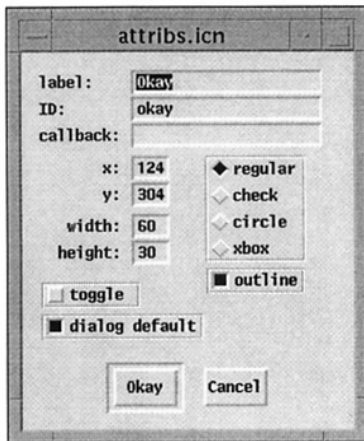 attribs.icn
label: Okay
ID: okay
callback:
x: 124
y: 304
width: 60
height: 30
regular
check
circle
xbox
outline
toggle
dialog default
Okay Cancel